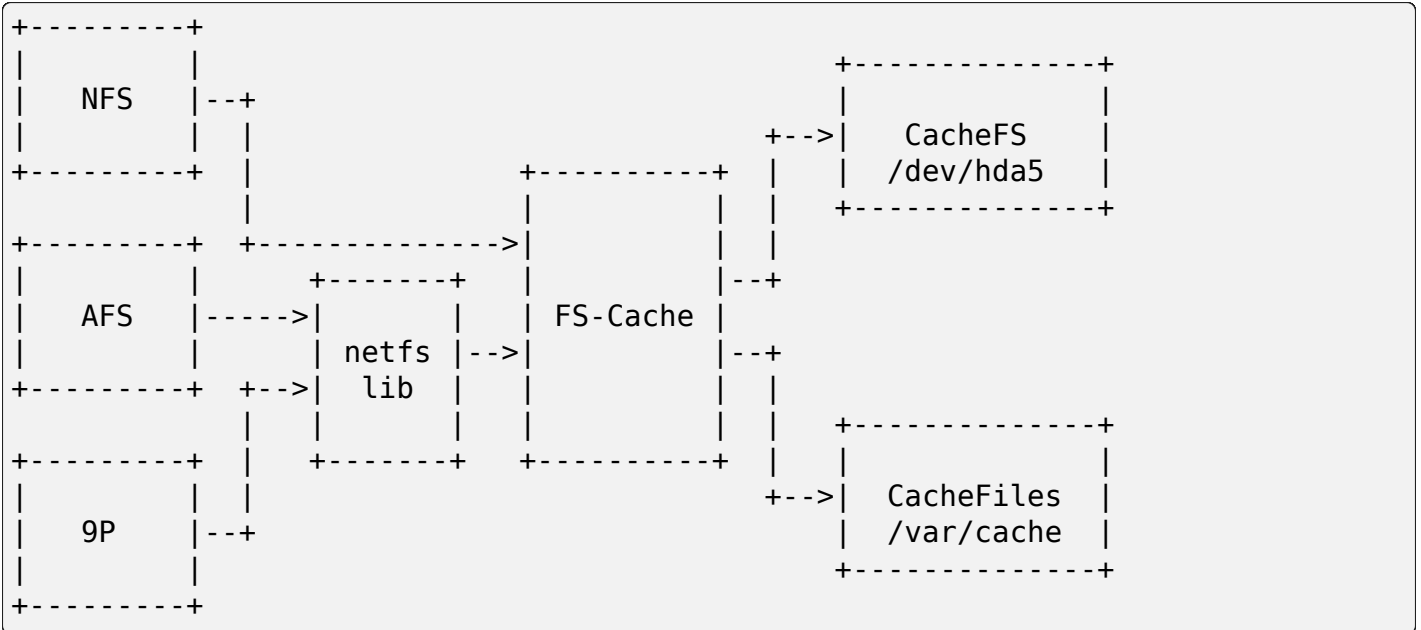 NFS
CacheFS
/dev/hda5
AFS
FS-Cache
netfs
lib
CacheFiles
9P
/var/cache